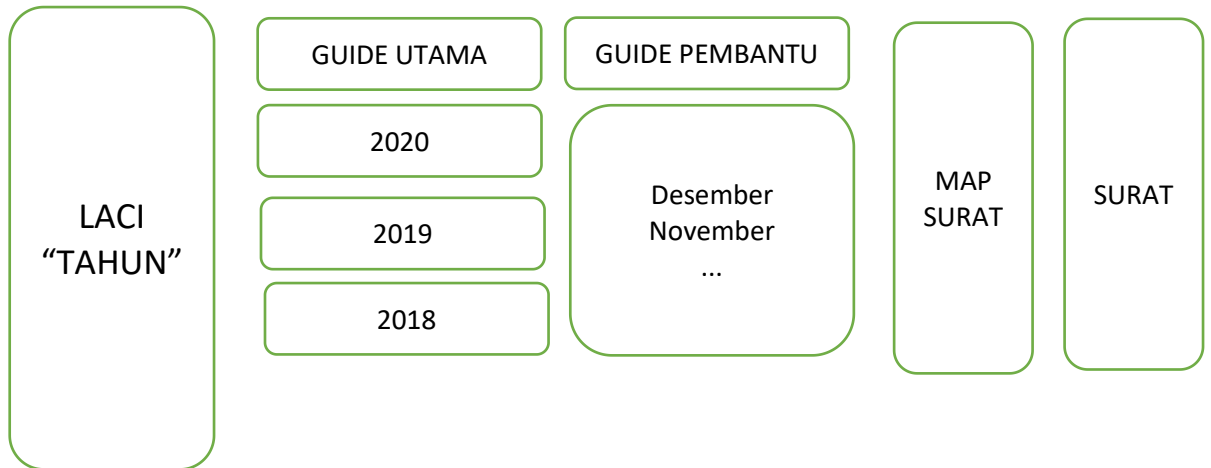 LACI
“TAHUN”
GUIDE UTAMA
2020
2019
2018
GUIDE PEMBANTU
Desember
November
...
MAP
SURAT
SURAT